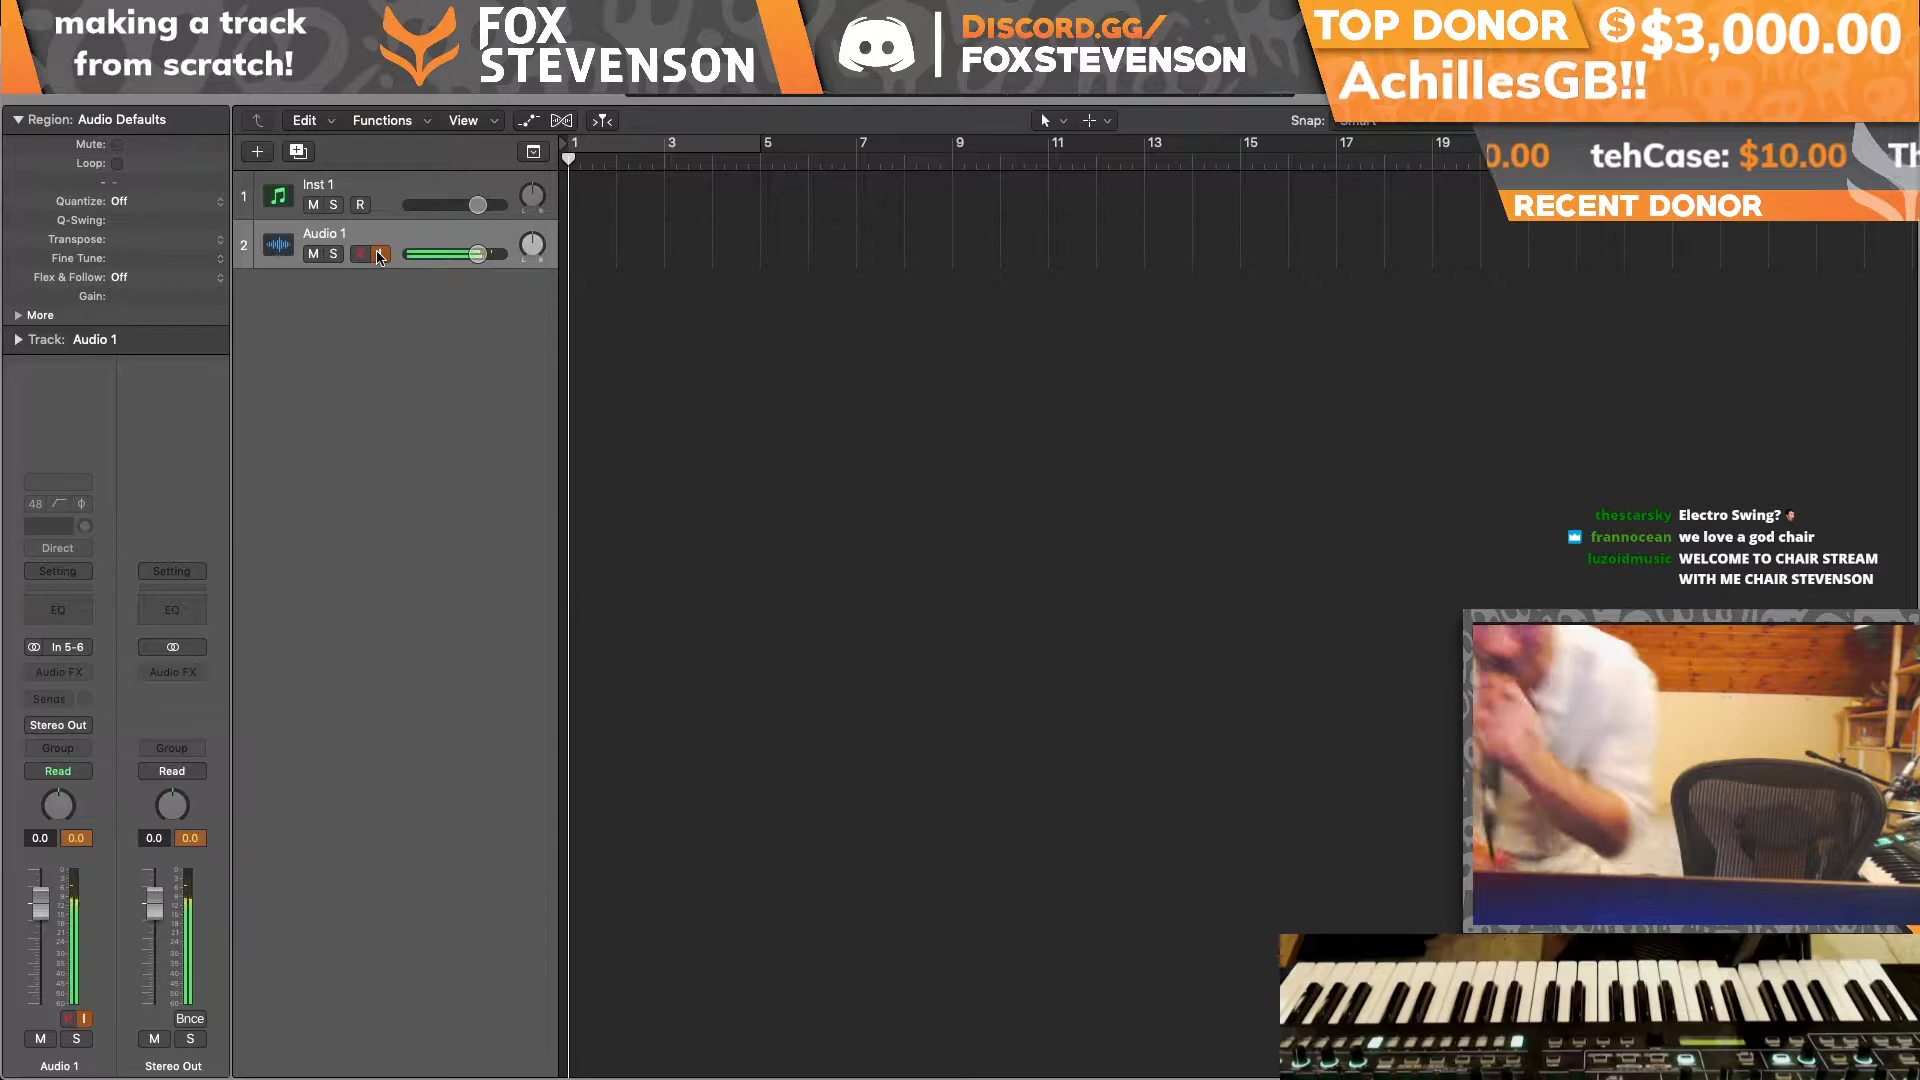 making a track
from scratch!
FOX
STEVENSON
Discord.gg/
FOXSTEVENSON
TOP DONOR
$3,000.00
AchillesGB!!
0.00 tehCase: $10.00 Th
RECENT DONOR
Region: Audio Defaults
Mute:
Loop:
Quantize: Off
Q-Swing:
Transpose:
Fine Tune:
Flex & Follow: Off
Gain:
More
Track: Audio 1
Edit
Functions
View
Snap: Smart
1 3 5 7 9 11 13 15 17 19
1 Inst 1
M S R
2 Audio 1
M S R I
48
Direct
Setting Setting
EQ EQ
In 5-6
Audio FX Audio FX
Sends
Stereo Out
Group Group
Read Read
0.0 0.0 0.0 0.0
R I
Bnce
M S M S
Audio 1 Stereo Out
thestarsky Electro Swing?
frannocean we love a god chair
luzoidmusic WELCOME TO CHAIR STREAM
WITH ME CHAIR STEVENSON